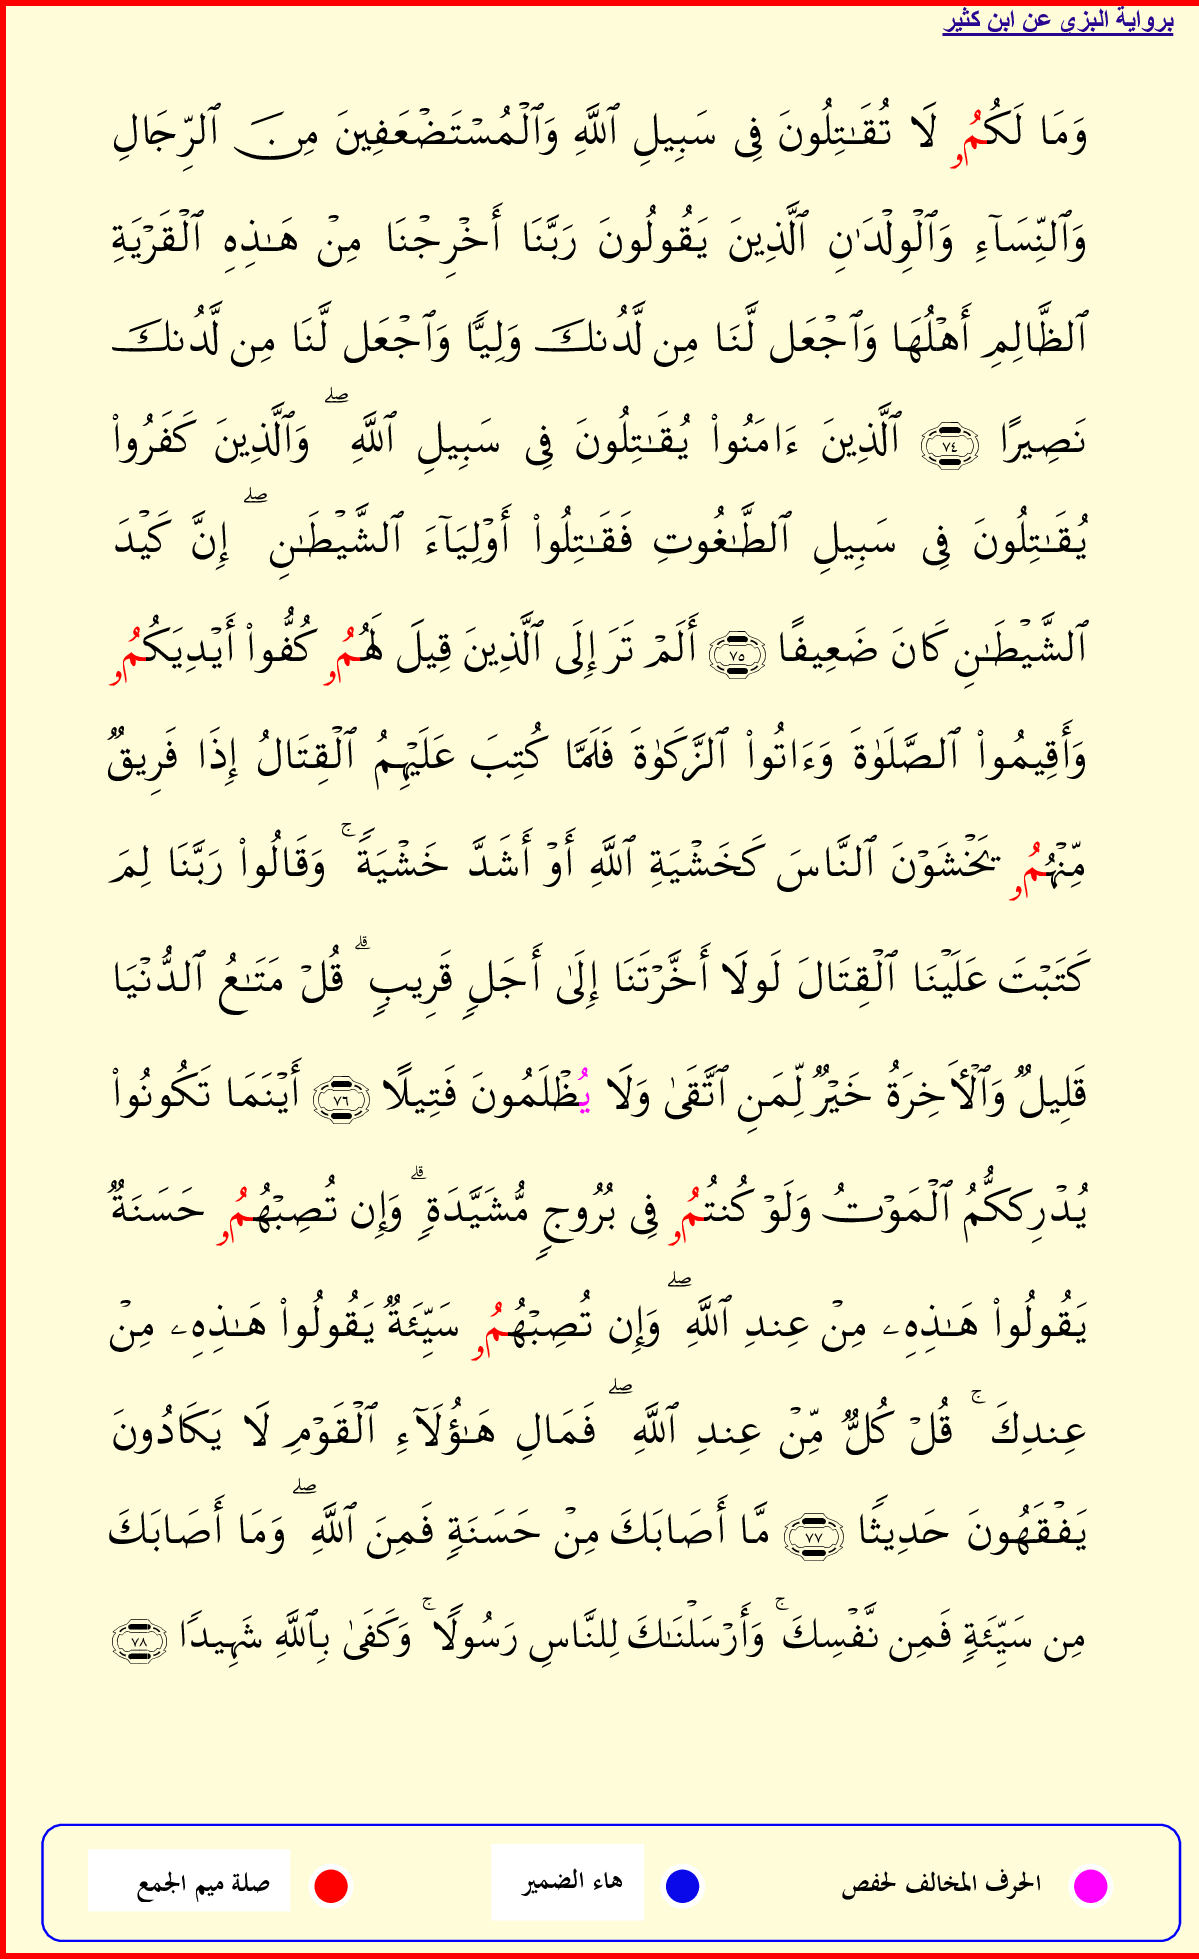 برواية البزى عن ابن كثير
وَمَا لَكُمُۥ لَا تُقَـٰتِلُونَ فِى سَبِيلِ ٱللَّهِ وَٱلْمُسْتَضْعَفِينَ مِنَ ٱلرِّجَالِ
وَٱلنِّسَآءِ وَٱلْوِلْدَٰنِ ٱلَّذِينَ يَقُولُونَ رَبَّنَا أَخْرِجْنَا مِنْ هَـٰذِهِ ٱلْقَرْيَةِ
ٱلظَّالِمِ أَهْلُهَا وَٱجْعَل لَّنَا مِن لَّدُنكَ وَلِيًّا وَٱجْعَل لَّنَا مِن لَّدُنكَ
نَصِيرًا ٧٤ ٱلَّذِينَ ءَامَنُوا۟ يُقَـٰتِلُونَ فِى سَبِيلِ ٱللَّهِ ۖ وَٱلَّذِينَ كَفَرُوا۟
يُقَـٰتِلُونَ فِى سَبِيلِ ٱلطَّـٰغُوتِ فَقَـٰتِلُوا۟ أَوْلِيَآءَ ٱلشَّيْطَـٰنِ ۖ إِنَّ كَيْدَ
ٱلشَّيْطَـٰنِ كَانَ ضَعِيفًا ٧٥ أَلَمْ تَرَ إِلَى ٱلَّذِينَ قِيلَ لَهُمُۥ كُفُّوا۟ أَيْدِيَكُمُۥ
وَأَقِيمُوا۟ ٱلصَّلَوٰةَ وَءَاتُوا۟ ٱلزَّكَوٰةَ فَلَمَّا كُتِبَ عَلَيْهِمُ ٱلْقِتَالُ إِذَا فَرِيقٌ
مِّنْهُمُۥ يَخْشَوْنَ ٱلنَّاسَ كَخَشْيَةِ ٱللَّهِ أَوْ أَشَدَّ خَشْيَةً ۚ وَقَالُوا۟ رَبَّنَا لِمَ
كَتَبْتَ عَلَيْنَا ٱلْقِتَالَ لَوْلَا أَخَّرْتَنَا إِلَىٰ أَجَلٍ قَرِيبٍ ۗ قُلْ مَتَـٰعُ ٱلدُّنْيَا
قَلِيلٌ وَٱلْأَخِرَةُ خَيْرٌ لِّمَنِ ٱتَّقَىٰ وَلَا يُظْلَمُونَ فَتِيلًا ٧٦ أَيْنَمَا تَكُونُوا۟
يُدْرِككُّمُ ٱلْمَوْتُ وَلَوْ كُنتُمُۥ فِى بُرُوجٍ مُّشَيَّدَةٍ ۗ وَإِن تُصِبْهُمُۥ حَسَنَةٌ
يَقُولُوا۟ هَـٰذِهِۦ مِنْ عِندِ ٱللَّهِ ۖ وَإِن تُصِبْهُمُۥ سَيِّئَةٌ يَقُولُوا۟ هَـٰذِهِۦ مِنْ
عِندِكَ ۚ قُلْ كُلٌّ مِّنْ عِندِ ٱللَّهِ ۖ فَمَالِ هَـٰؤُلَآءِ ٱلْقَوْمِ لَا يَكَادُونَ
يَفْقَهُونَ حَدِيثًا ٧٧ مَّا أَصَابَكَ مِنْ حَسَنَةٍ فَمِنَ ٱللَّهِ ۖ وَمَا أَصَابَكَ
مِن سَيِّئَةٍ فَمِن نَّفْسِكَ ۚ وَأَرْسَلْنَـٰكَ لِلنَّاسِ رَسُولًا ۚ وَكَفَىٰ بِٱللَّهِ شَهِيدًا ٧٨
الحرف المخالف لحفص هاء الضمير صلة ميم الجمع